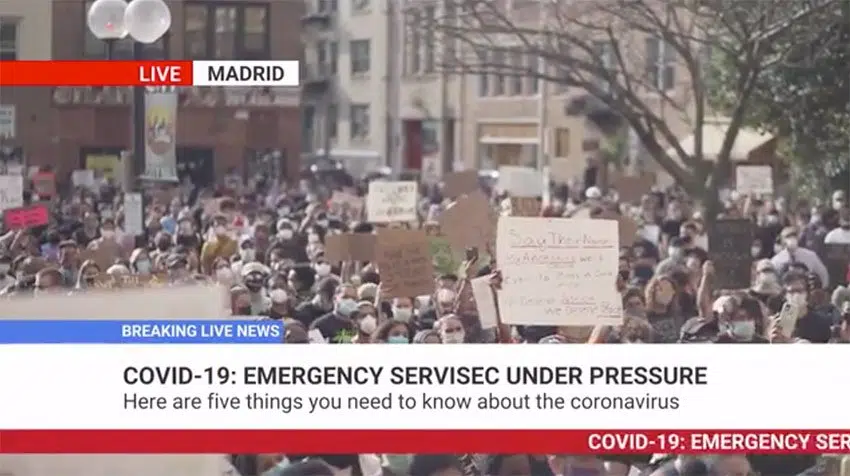 LIVE MADRID
Say Their Name
BREAKING LIVE NEWS
COVID-19: EMERGENCY SERVISEC UNDER PRESSURE
Here are five things you need to know about the coronavirus
COVID-19: EMERGENCY SER